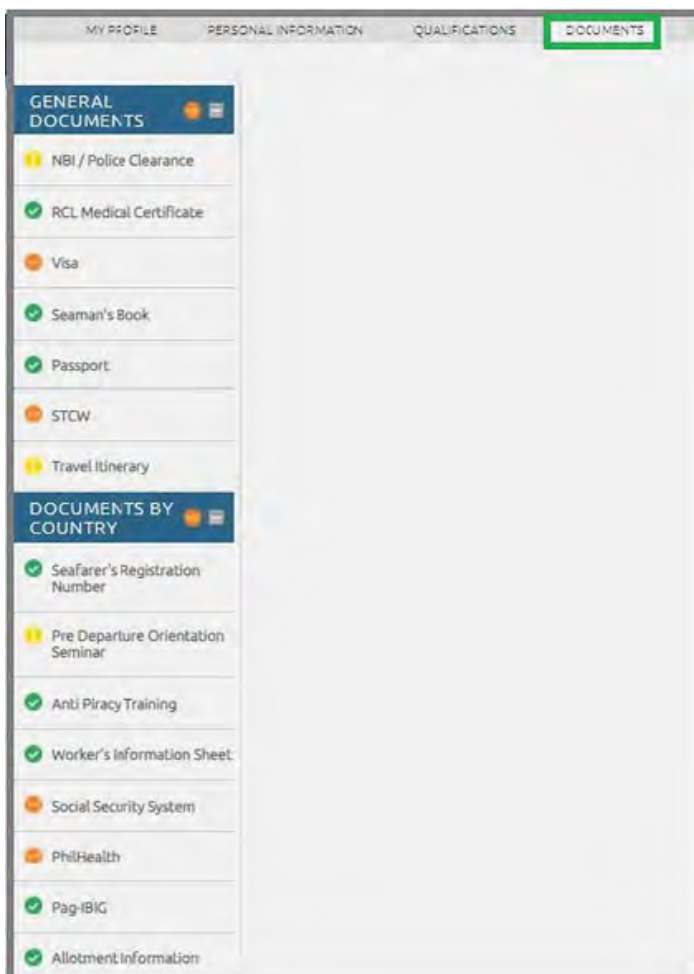 MY PROFILE PERSONAL INFORMATION QUALIFICATIONS DOCUMENTS
GENERAL
DOCUMENTS
NBI / Police Clearance
RCL Medical Certificate
Visa
Seaman's Book
Passport
STCW
Travel Itinerary
DOCUMENTS BY
COUNTRY
Seafarer's Registration
Number
Pre Departure Orientation
Seminar
Anti Piracy Training
Worker's Information Sheet
Social Security System
PhilHealth
Pag-IBIG
Allotment Information